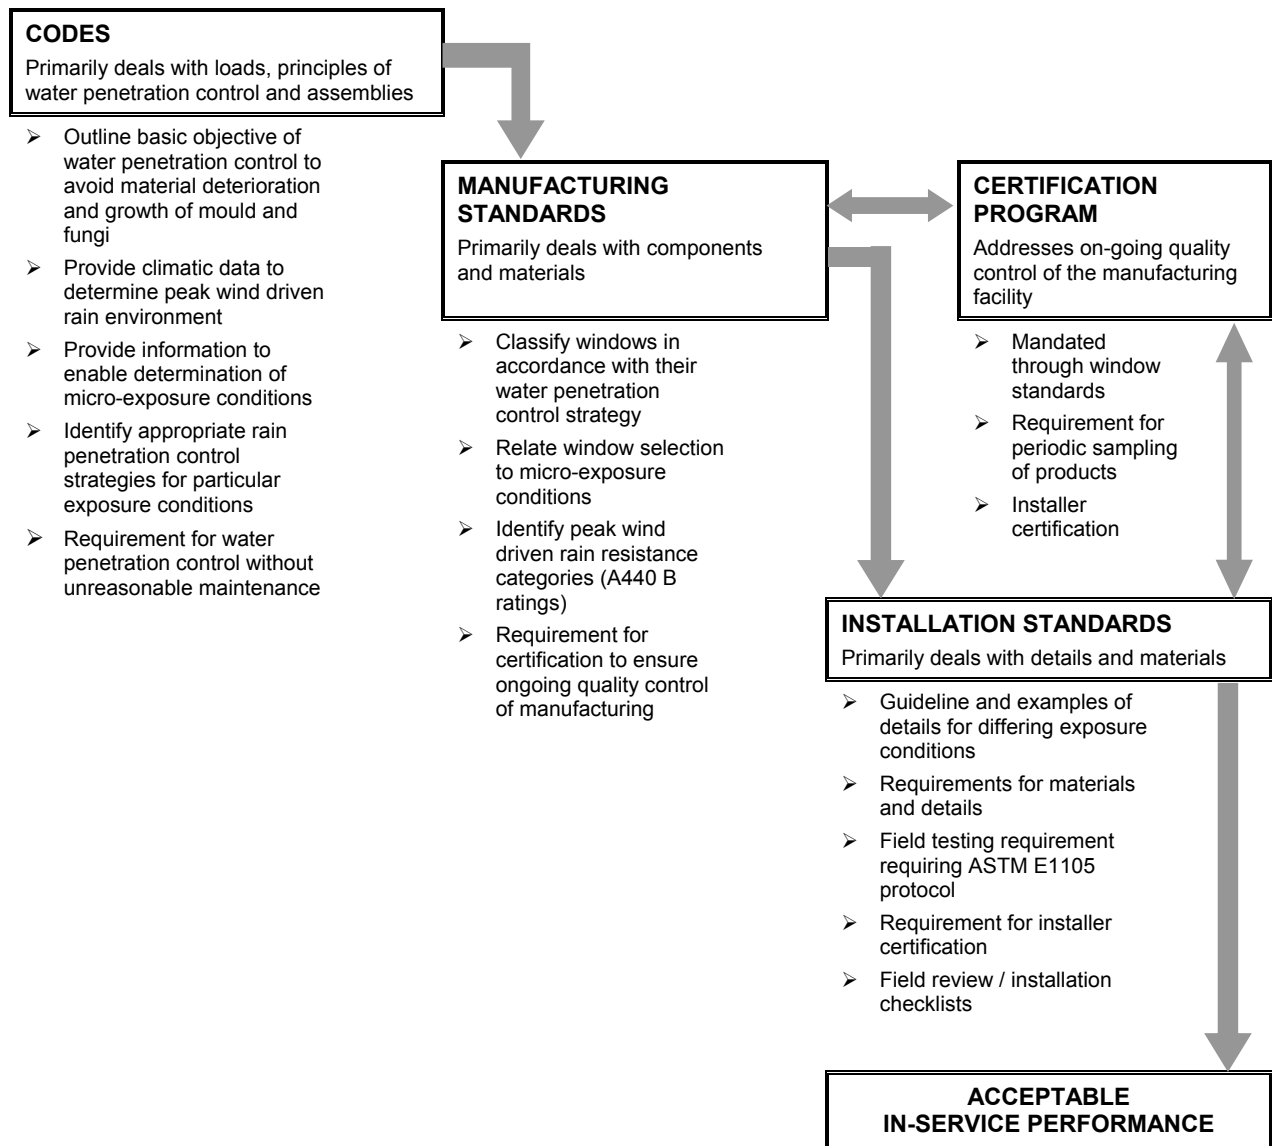 CODES
Primarily deals with loads, principles of
water penetration control and assemblies
➢ Outline basic objective of
water penetration control to
avoid material deterioration
and growth of mould and
fungi
➢ Provide climatic data to
determine peak wind driven
rain environment
➢ Provide information to
enable determination of
micro-exposure conditions
➢ Identify appropriate rain
penetration control
strategies for particular
exposure conditions
➢ Requirement for water
penetration control without
unreasonable maintenance
MANUFACTURING
STANDARDS
Primarily deals with components
and materials
➢ Classify windows in
accordance with their
water penetration
control strategy
➢ Relate window selection
to micro-exposure
conditions
➢ Identify peak wind
driven rain resistance
categories (A440 B
ratings)
➢ Requirement for
certification to ensure
ongoing quality control
of manufacturing
CERTIFICATION
PROGRAM
Addresses on-going quality
control of the manufacturing
facility
➢ Mandated
through window
standards
➢ Requirement for
periodic sampling
of products
➢ Installer
certification
INSTALLATION STANDARDS
Primarily deals with details and materials
➢ Guideline and examples of
details for differing exposure
conditions
➢ Requirements for materials
and details
➢ Field testing requirement
requiring ASTM E1105
protocol
➢ Requirement for installer
certification
➢ Field review / installation
checklists
ACCEPTABLE
IN-SERVICE PERFORMANCE